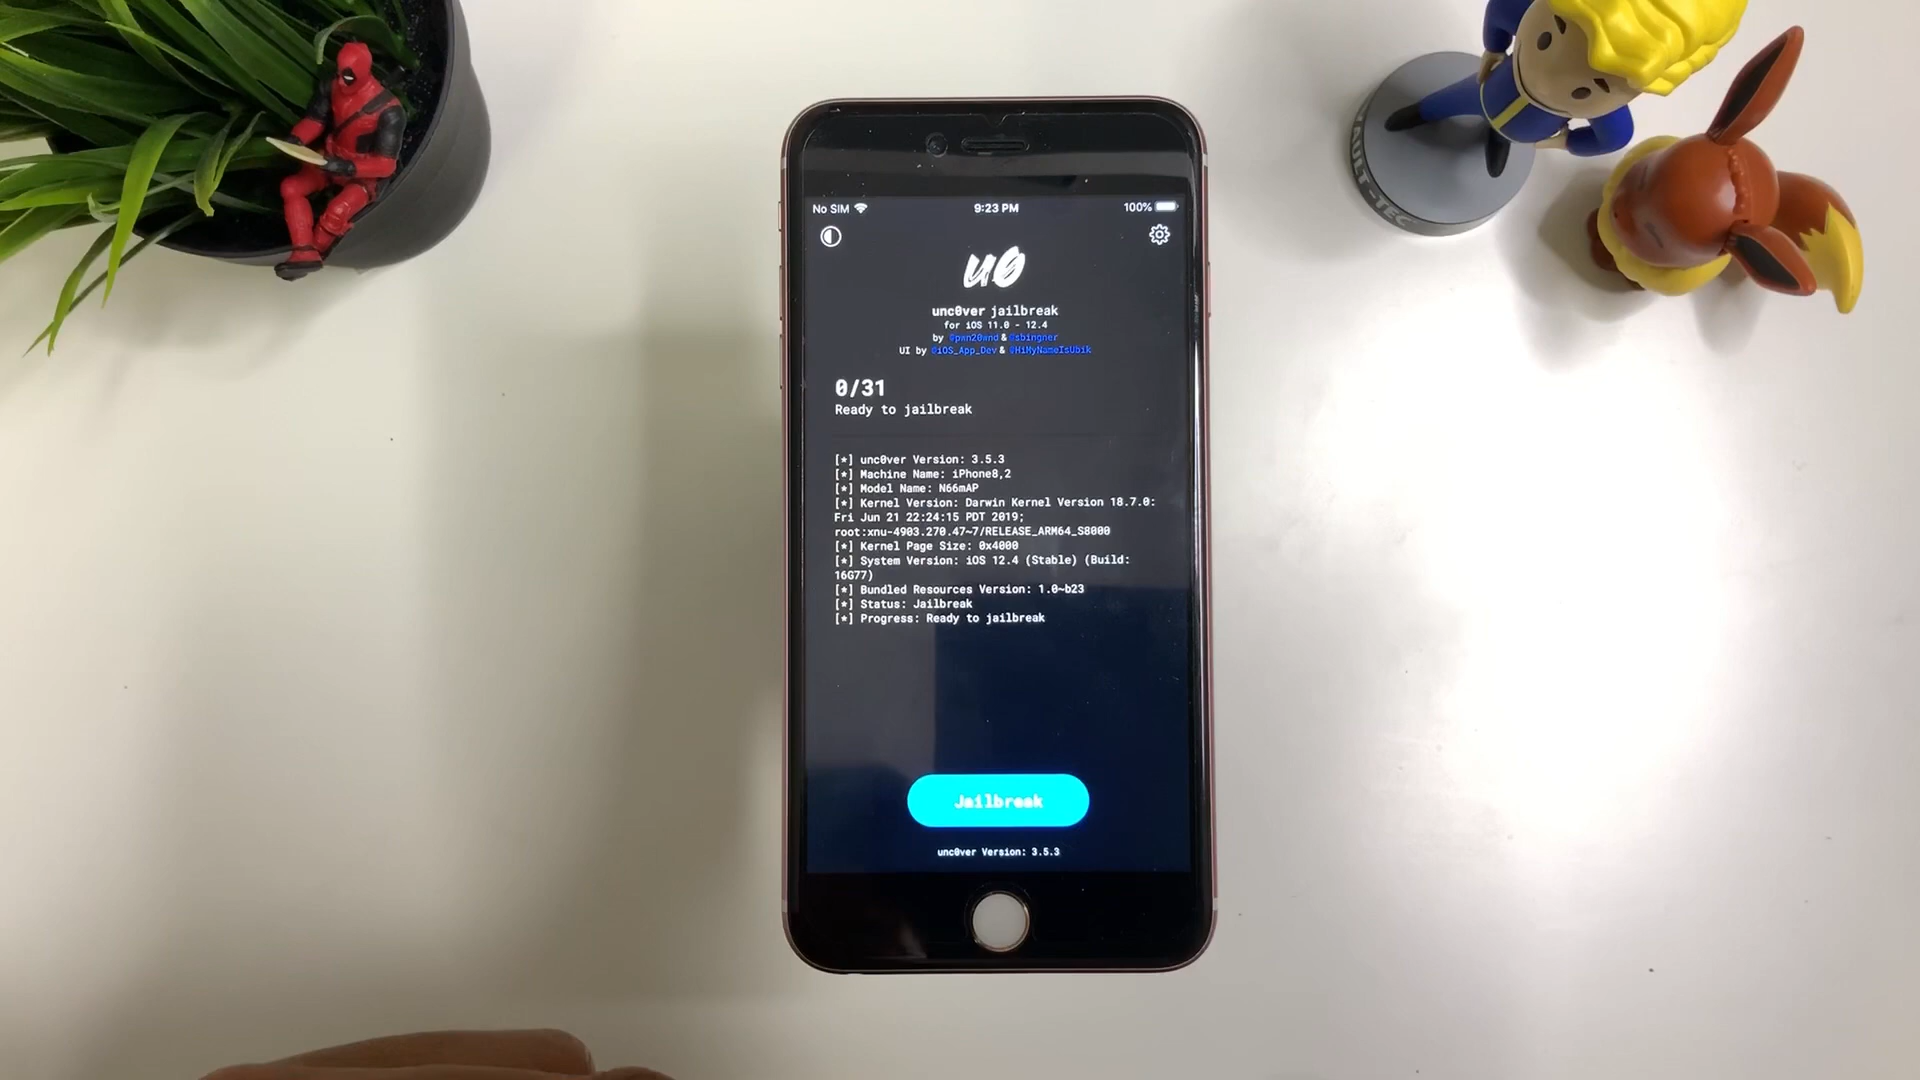 No SIM 9:23 PM 100%
u0
unc0ver jailbreak
for iOS 11.0 - 12.4
by @pwn20wnd & @sbingner
UI by @iOS_App_Dev & @HiMyNameIsUbik
0/31
Ready to jailbreak
[*] unc0ver Version: 3.5.3
[*] Machine Name: iPhone8,2
[*] Model Name: N66mAP
[*] Kernel Version: Darwin Kernel Version 18.7.0:
Fri Jun 21 22:24:15 PDT 2019;
root:xnu-4903.270.47~7/RELEASE_ARM64_S8000
[*] Kernel Page Size: 0x4000
[*] System Version: iOS 12.4 (Stable) (Build:
16G77)
[*] Bundled Resources Version: 1.0~b23
[*] Status: Jailbreak
[*] Progress: Ready to jailbreak
Jailbreak
unc0ver Version: 3.5.3
VAULT-TEC